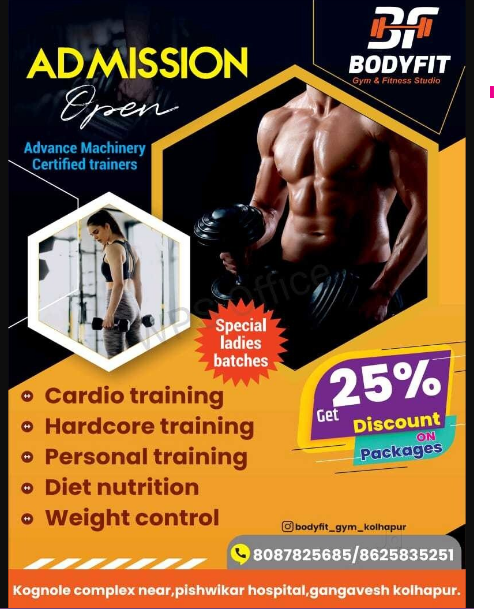 BF
BODYFIT
Gym & Fitness Studio
ADMISSION
Open
Advance Machinery
Certified trainers
WPS Office
Special
ladies
batches
25%
Get
Discount
ON
Packages
Cardio training
Hardcore training
Personal training
Diet nutrition
Weight control
bodyfit_gym_kolhapur
8087825685/8625835251
Kognole complex near,pishwikar hospital,gangavesh kolhapur.